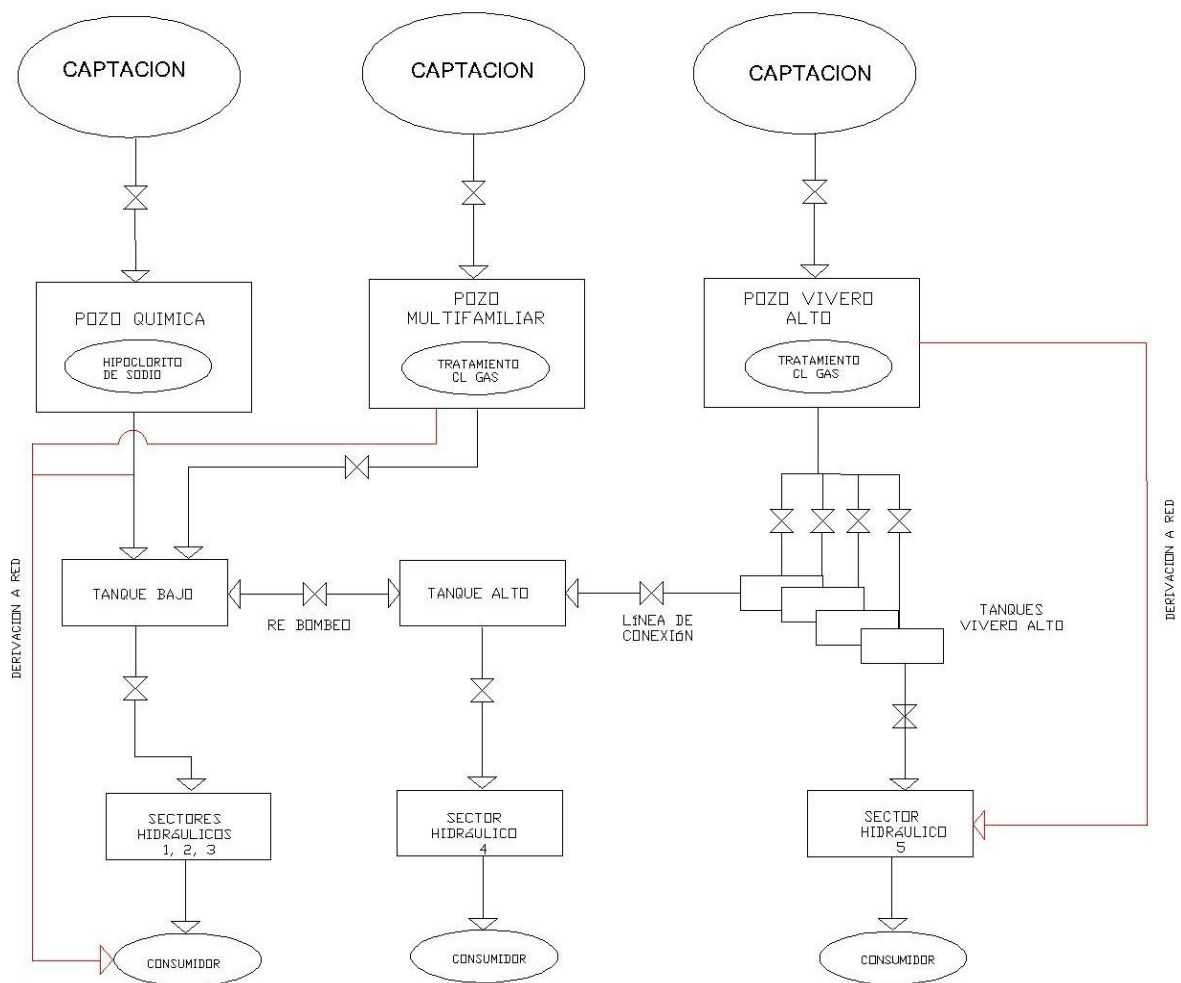 CAPTACION
CAPTACION
CAPTACION
POZO QUIMICA
HIPOCLORITO
DE SODIO
POZO
MULTIFAMILIAR
TRATAMIENTO
CL GAS
POZO VIVERO
ALTO
TRATAMIENTO
CL GAS
DERIVACION A RED
DERIVACION A RED
TANQUE BAJO
RE BOMBEO
TANQUE ALTO
LÍNEA DE
CONEXIÓN
TANQUES
VIVERO ALTO
SECTORES
HIDRÁULICOS
1, 2, 3
SECTOR
HIDRÁULICO
4
SECTOR
HIDRÁULICO
5
CONSUMIDOR
CONSUMIDOR
CONSUMIDOR